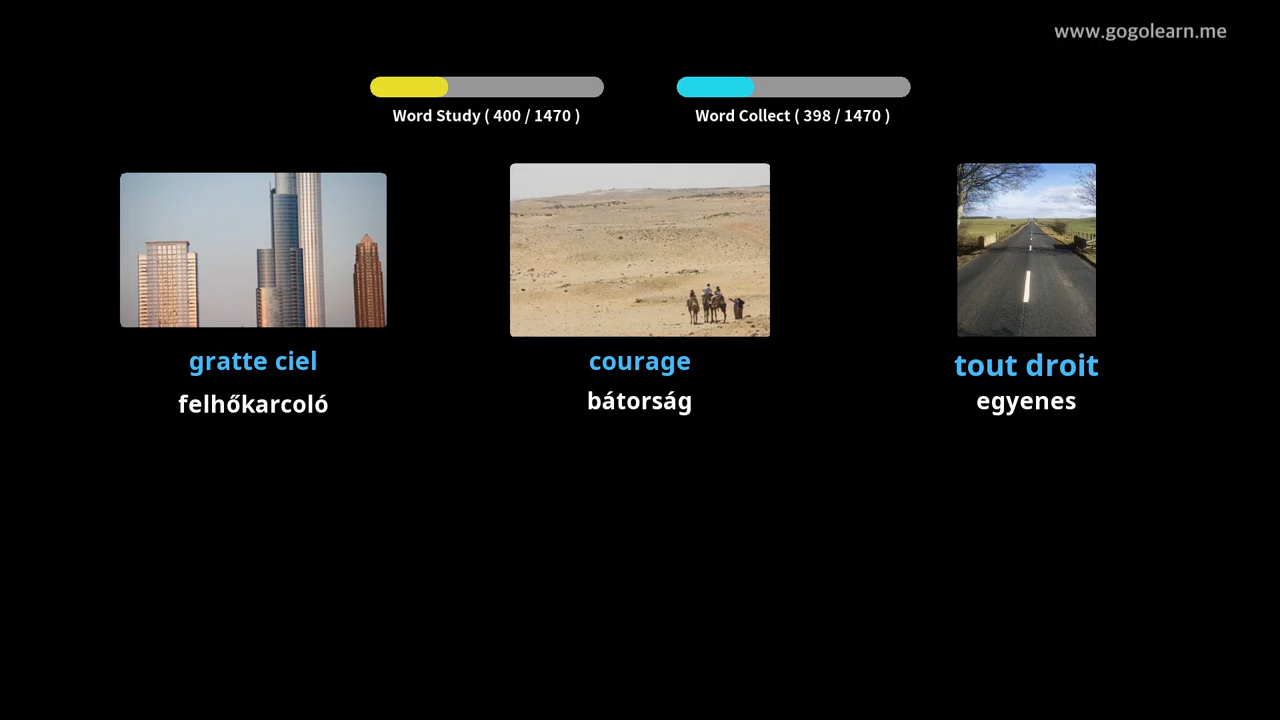 www.gogolearn.me
Word Study ( 400 / 1470 )
Word Collect ( 398 / 1470 )
gratte ciel
felhőkarcoló
courage
bátorság
tout droit
egyenes